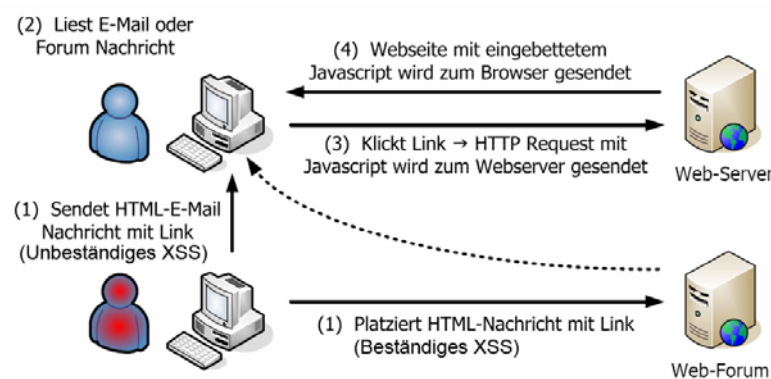 (2) Liest E-Mail oder
Forum Nachricht
(4) Webseite mit eingebettetem
Javascript wird zum Browser gesendet
(3) Klickt Link → HTTP Request mit
Javascript wird zum Webserver gesendet
Web-Server
(1) Sendet HTML-E-Mail
Nachricht mit Link
(Unbeständiges XSS)
(1) Platziert HTML-Nachricht mit Link
(Beständiges XSS)
Web-Forum